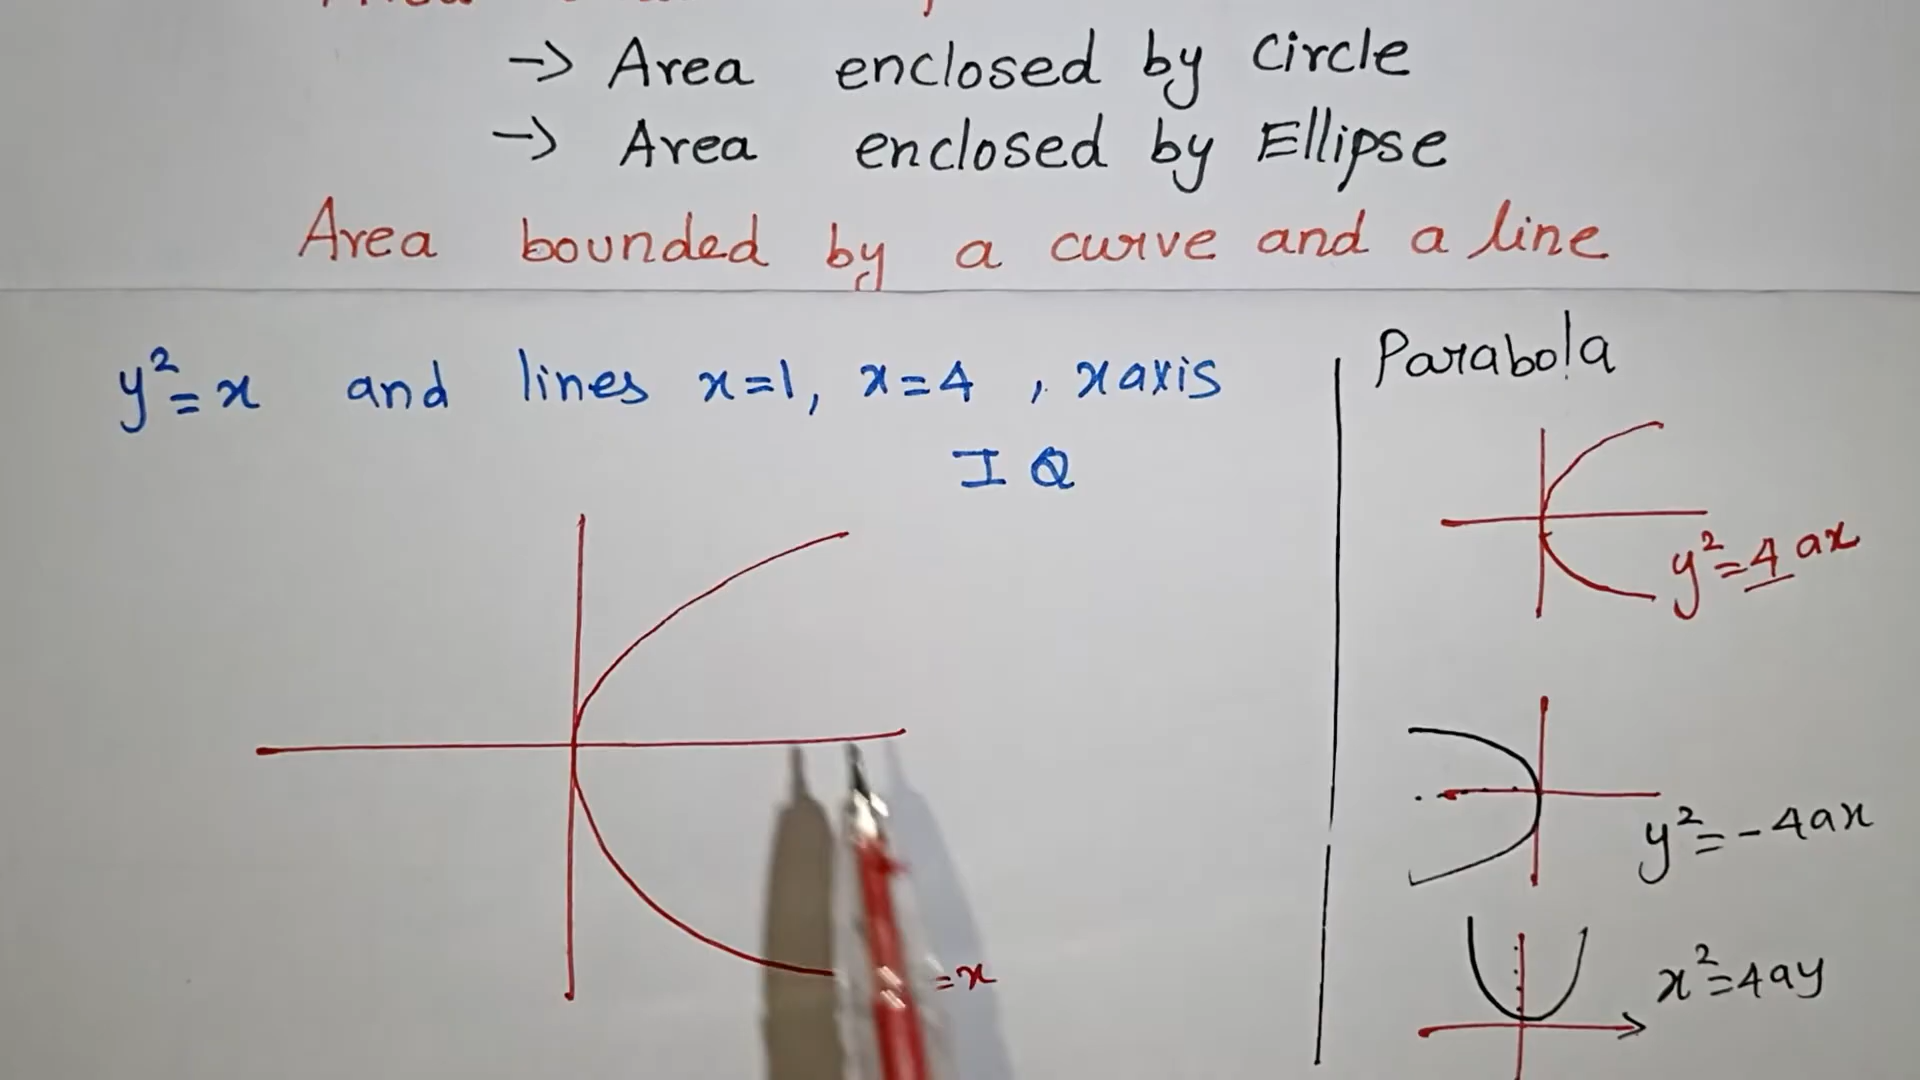 → Area enclosed by Circle
→ Area enclosed by Ellipse
Area bounded by a curve and a line
y²=x and lines x=1, x=4 , x axis
I Q
=x
Parabola
y²=4ax
y²=-4ax
x²=4ay